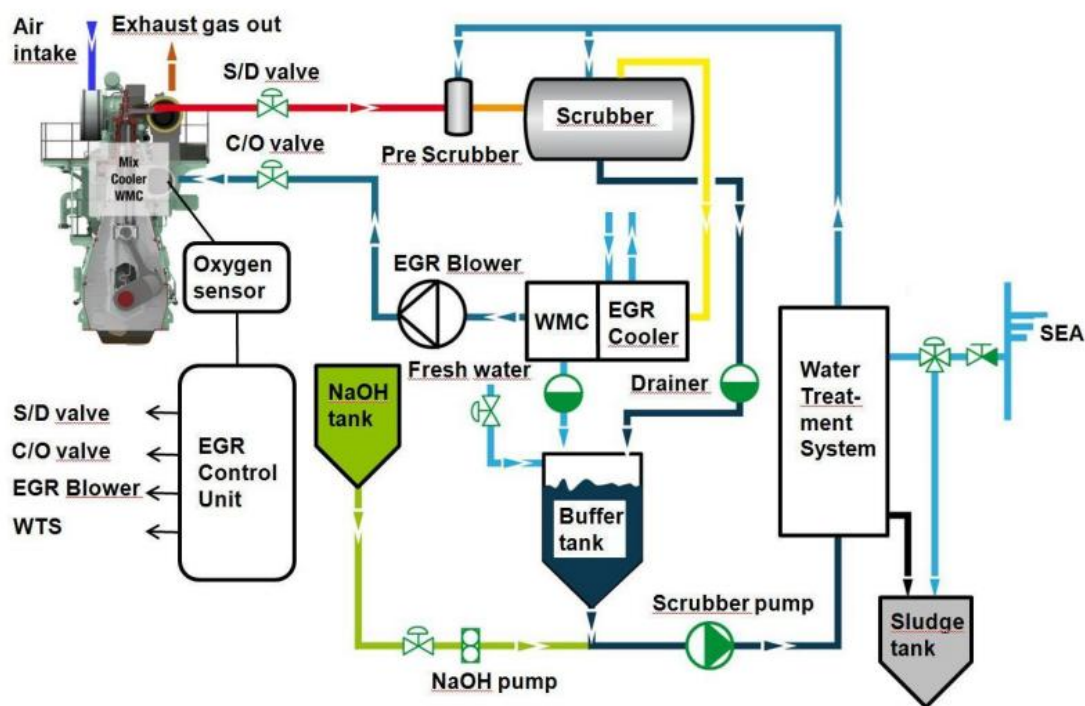 Air
intake
Exhaust gas out
S/D valve
Scrubber
Pre Scrubber
C/O valve
Mix
Cooler
WMC
Oxygen
sensor
EGR Blower
WMC
EGR
Cooler
SEA
Fresh water
Drainer
Water
Treat-
ment
System
NaOH
tank
S/D valve
C/O valve
EGR Blower
WTS
EGR
Control
Unit
Buffer
tank
Scrubber pump
Sludge
tank
NaOH pump